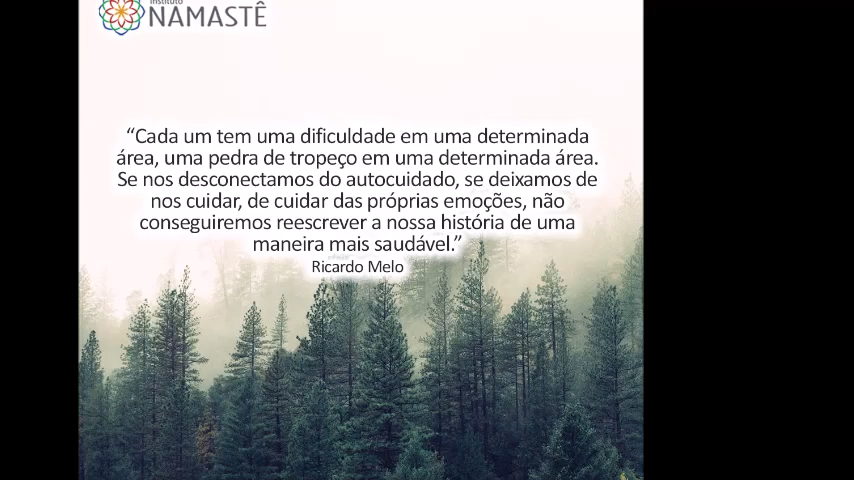 Instituto
NAMASTÊ
“Cada um tem uma dificuldade em uma determinada
área, uma pedra de tropeço em uma determinada área.
Se nos desconectamos do autocuidado, se deixamos de
nos cuidar, de cuidar das próprias emoções, não
conseguiremos reescrever a nossa história de uma
maneira mais saudável.”
Ricardo Melo